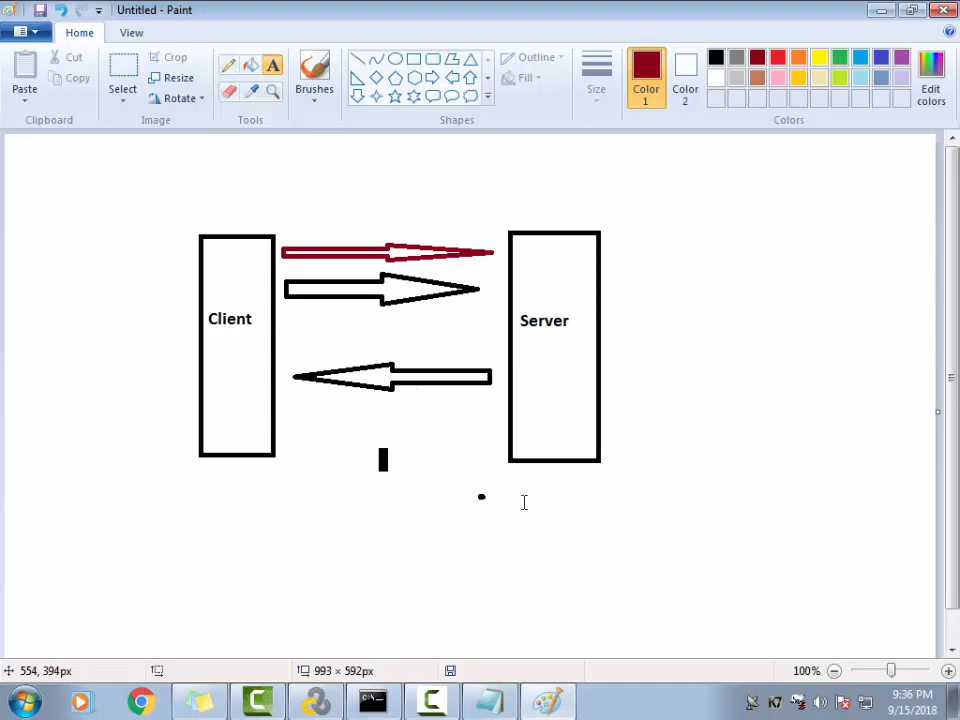 Untitled - Paint
Home
View
Paste
Cut
Copy
Clipboard
Select
Crop
Resize
Rotate
Image
Tools
Brushes
Shapes
Outline
Fill
Size
Color
1
Color
2
Edit
colors
Colors
Client
Server
554, 394px
993 × 592px
100%
9:36 PM
9/15/2018